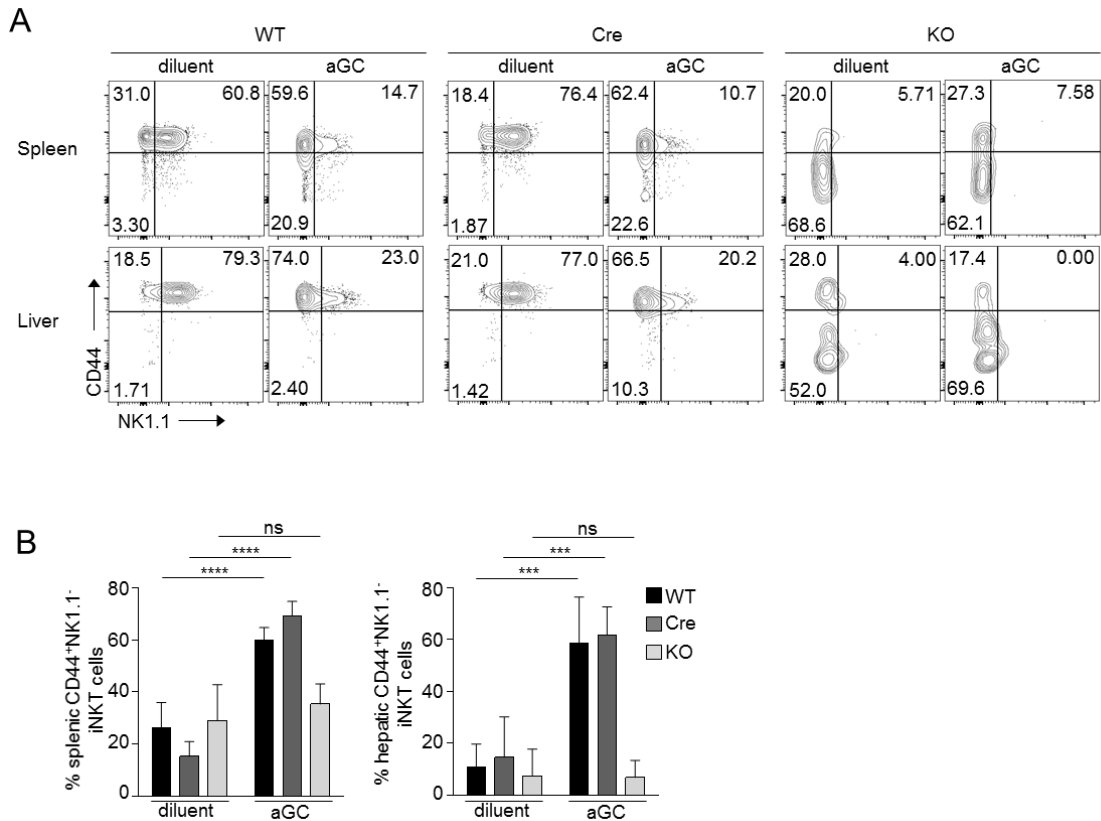 A
WT Cre KO
diluent aGC diluent aGC diluent aGC
Spleen
31.0 60.8 59.6 14.7 18.4 76.4 62.4 10.7 20.0 5.71 27.3 7.58
3.30 20.9 1.87 22.6 68.6 62.1
Liver
18.5 79.3 74.0 23.0 21.0 77.0 66.5 20.2 28.0 4.00 17.4 0.00
1.71 2.40 1.42 10.3 52.0 69.6
CD44
NK1.1
B
ns
****
****
% splenic CD44⁺NK1.1⁻
iNKT cells
80
60
40
20
0
diluent aGC
ns
***
***
% hepatic CD44⁺NK1.1⁻
iNKT cells
80
60
40
20
0
diluent aGC
WT
Cre
KO